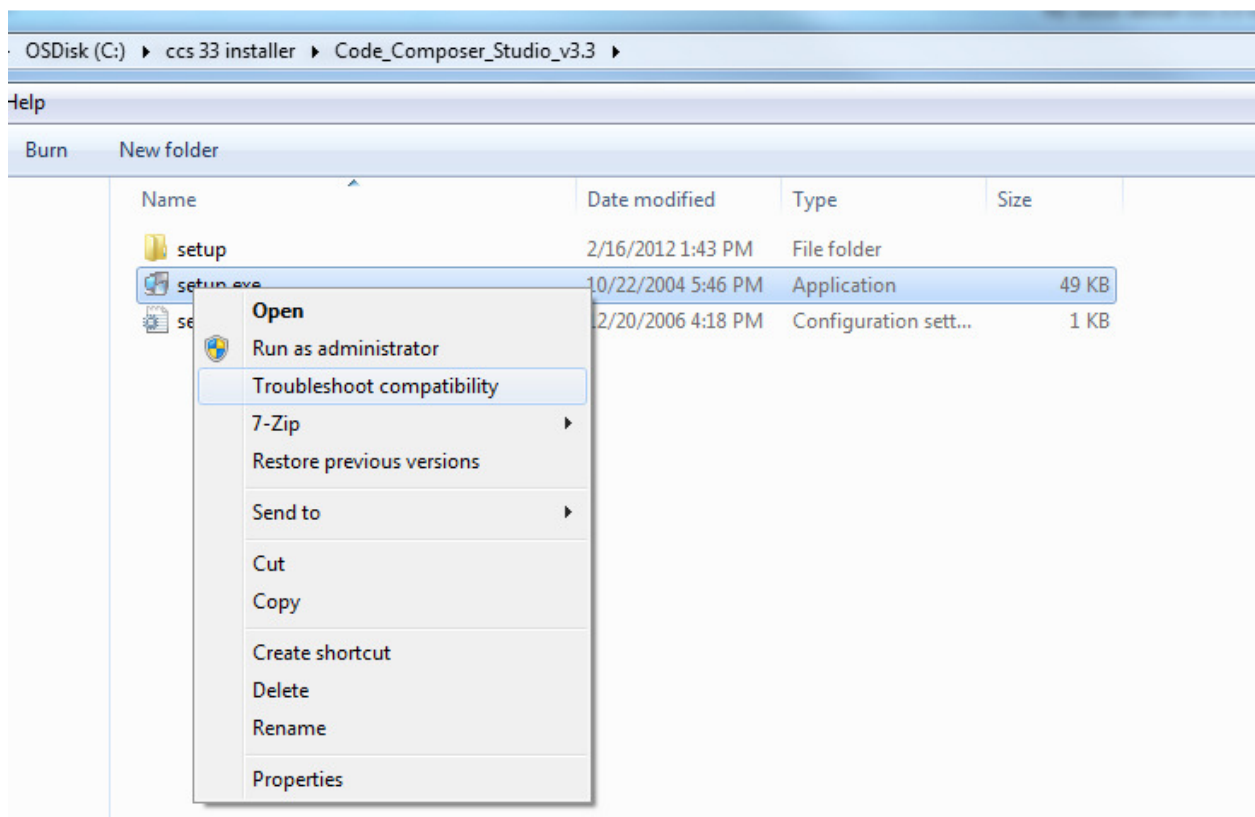 OSDisk (C:) ▸ ccs 33 installer ▸ Code_Composer_Studio_v3.3 ▸
Help
Burn New folder
Name Date modified Type Size
setup 2/16/2012 1:43 PM File folder
setup.exe 10/22/2004 5:46 PM Application 49 KB
se 12/20/2006 4:18 PM Configuration sett... 1 KB
Open
Run as administrator
Troubleshoot compatibility
7-Zip
Restore previous versions
Send to
Cut
Copy
Create shortcut
Delete
Rename
Properties